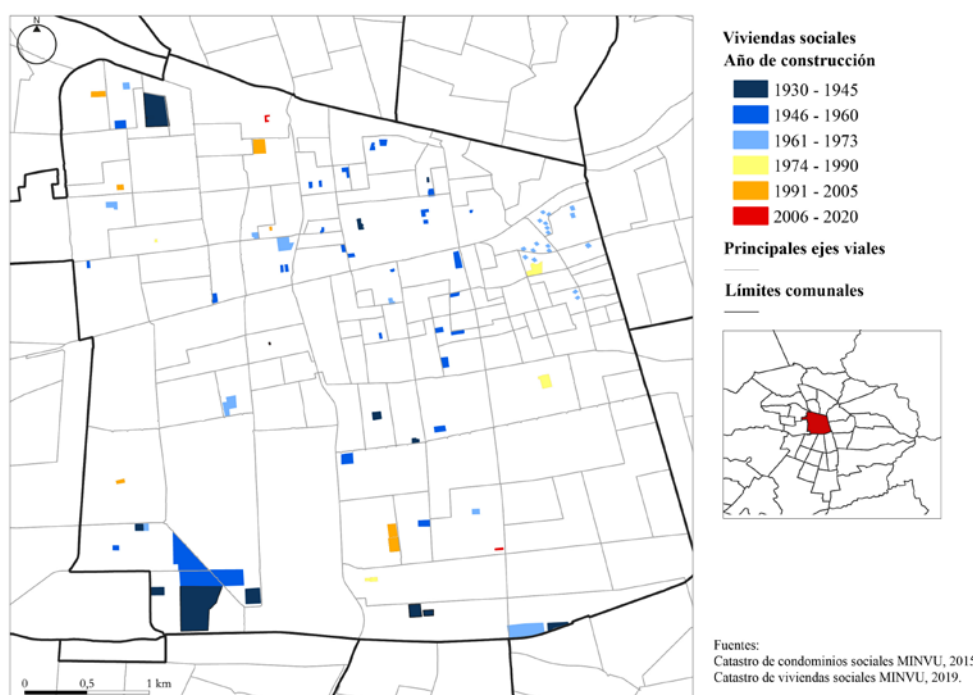 N
Viviendas sociales
Año de construcción
1930 - 1945
1946 - 1960
1961 - 1973
1974 - 1990
1991 - 2005
2006 - 2020
Principales ejes viales
Límites comunales
Fuentes:
Catastro de condominios sociales MINVU, 2015
Catastro de viviendas sociales MINVU, 2019.
0 0,5 1 km